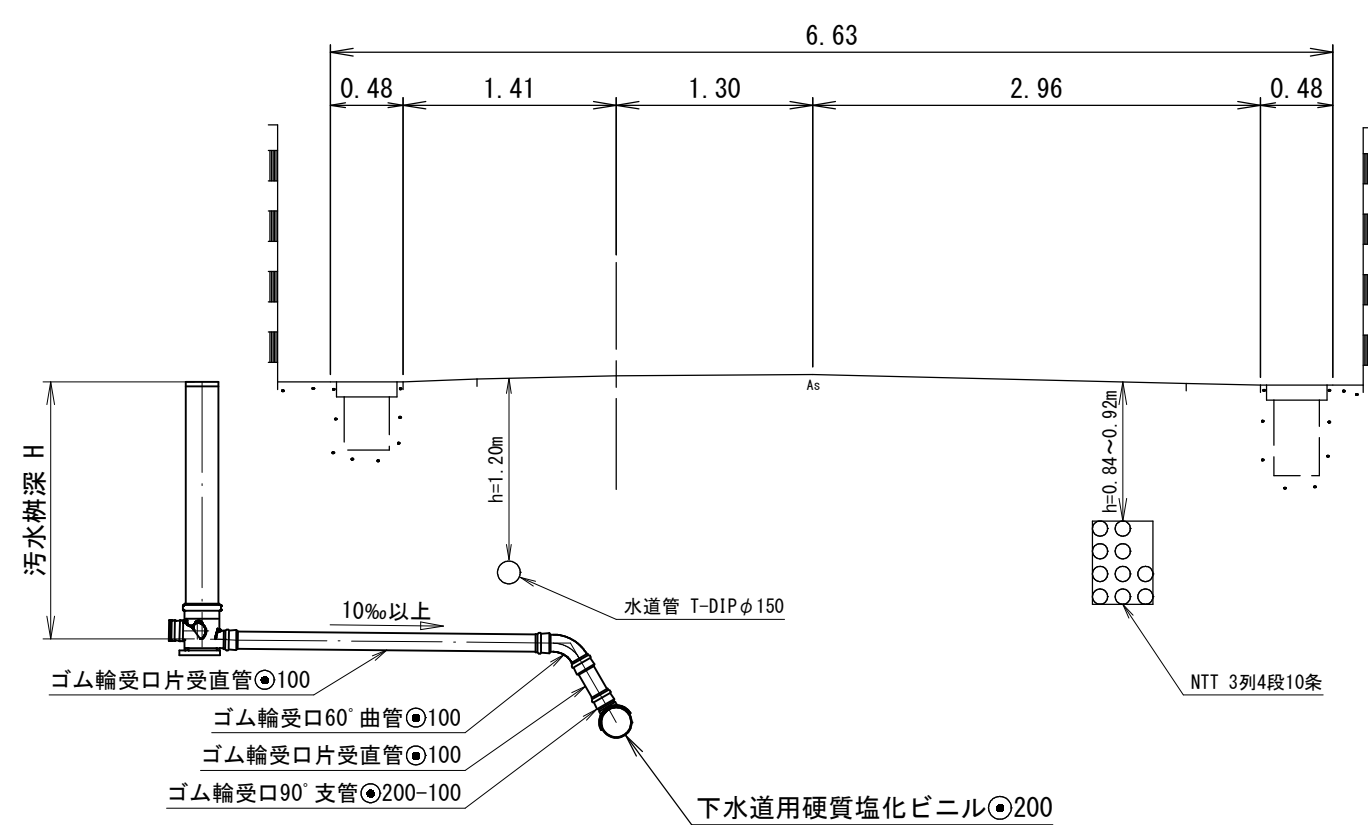 6.63
0.48
1.41
1.30
2.96
0.48
As
汚水桝深 H
h=1.20m
h=0.84～0.92m
10‰以上
水道管 T-DIPφ150
ゴム輪受口片受直管⦿100
NTT 3列4段10条
ゴム輪受口60°曲管⦿100
ゴム輪受口片受直管⦿100
ゴム輪受口90°支管⦿200-100
下水道用硬質塩化ビニル⦿200